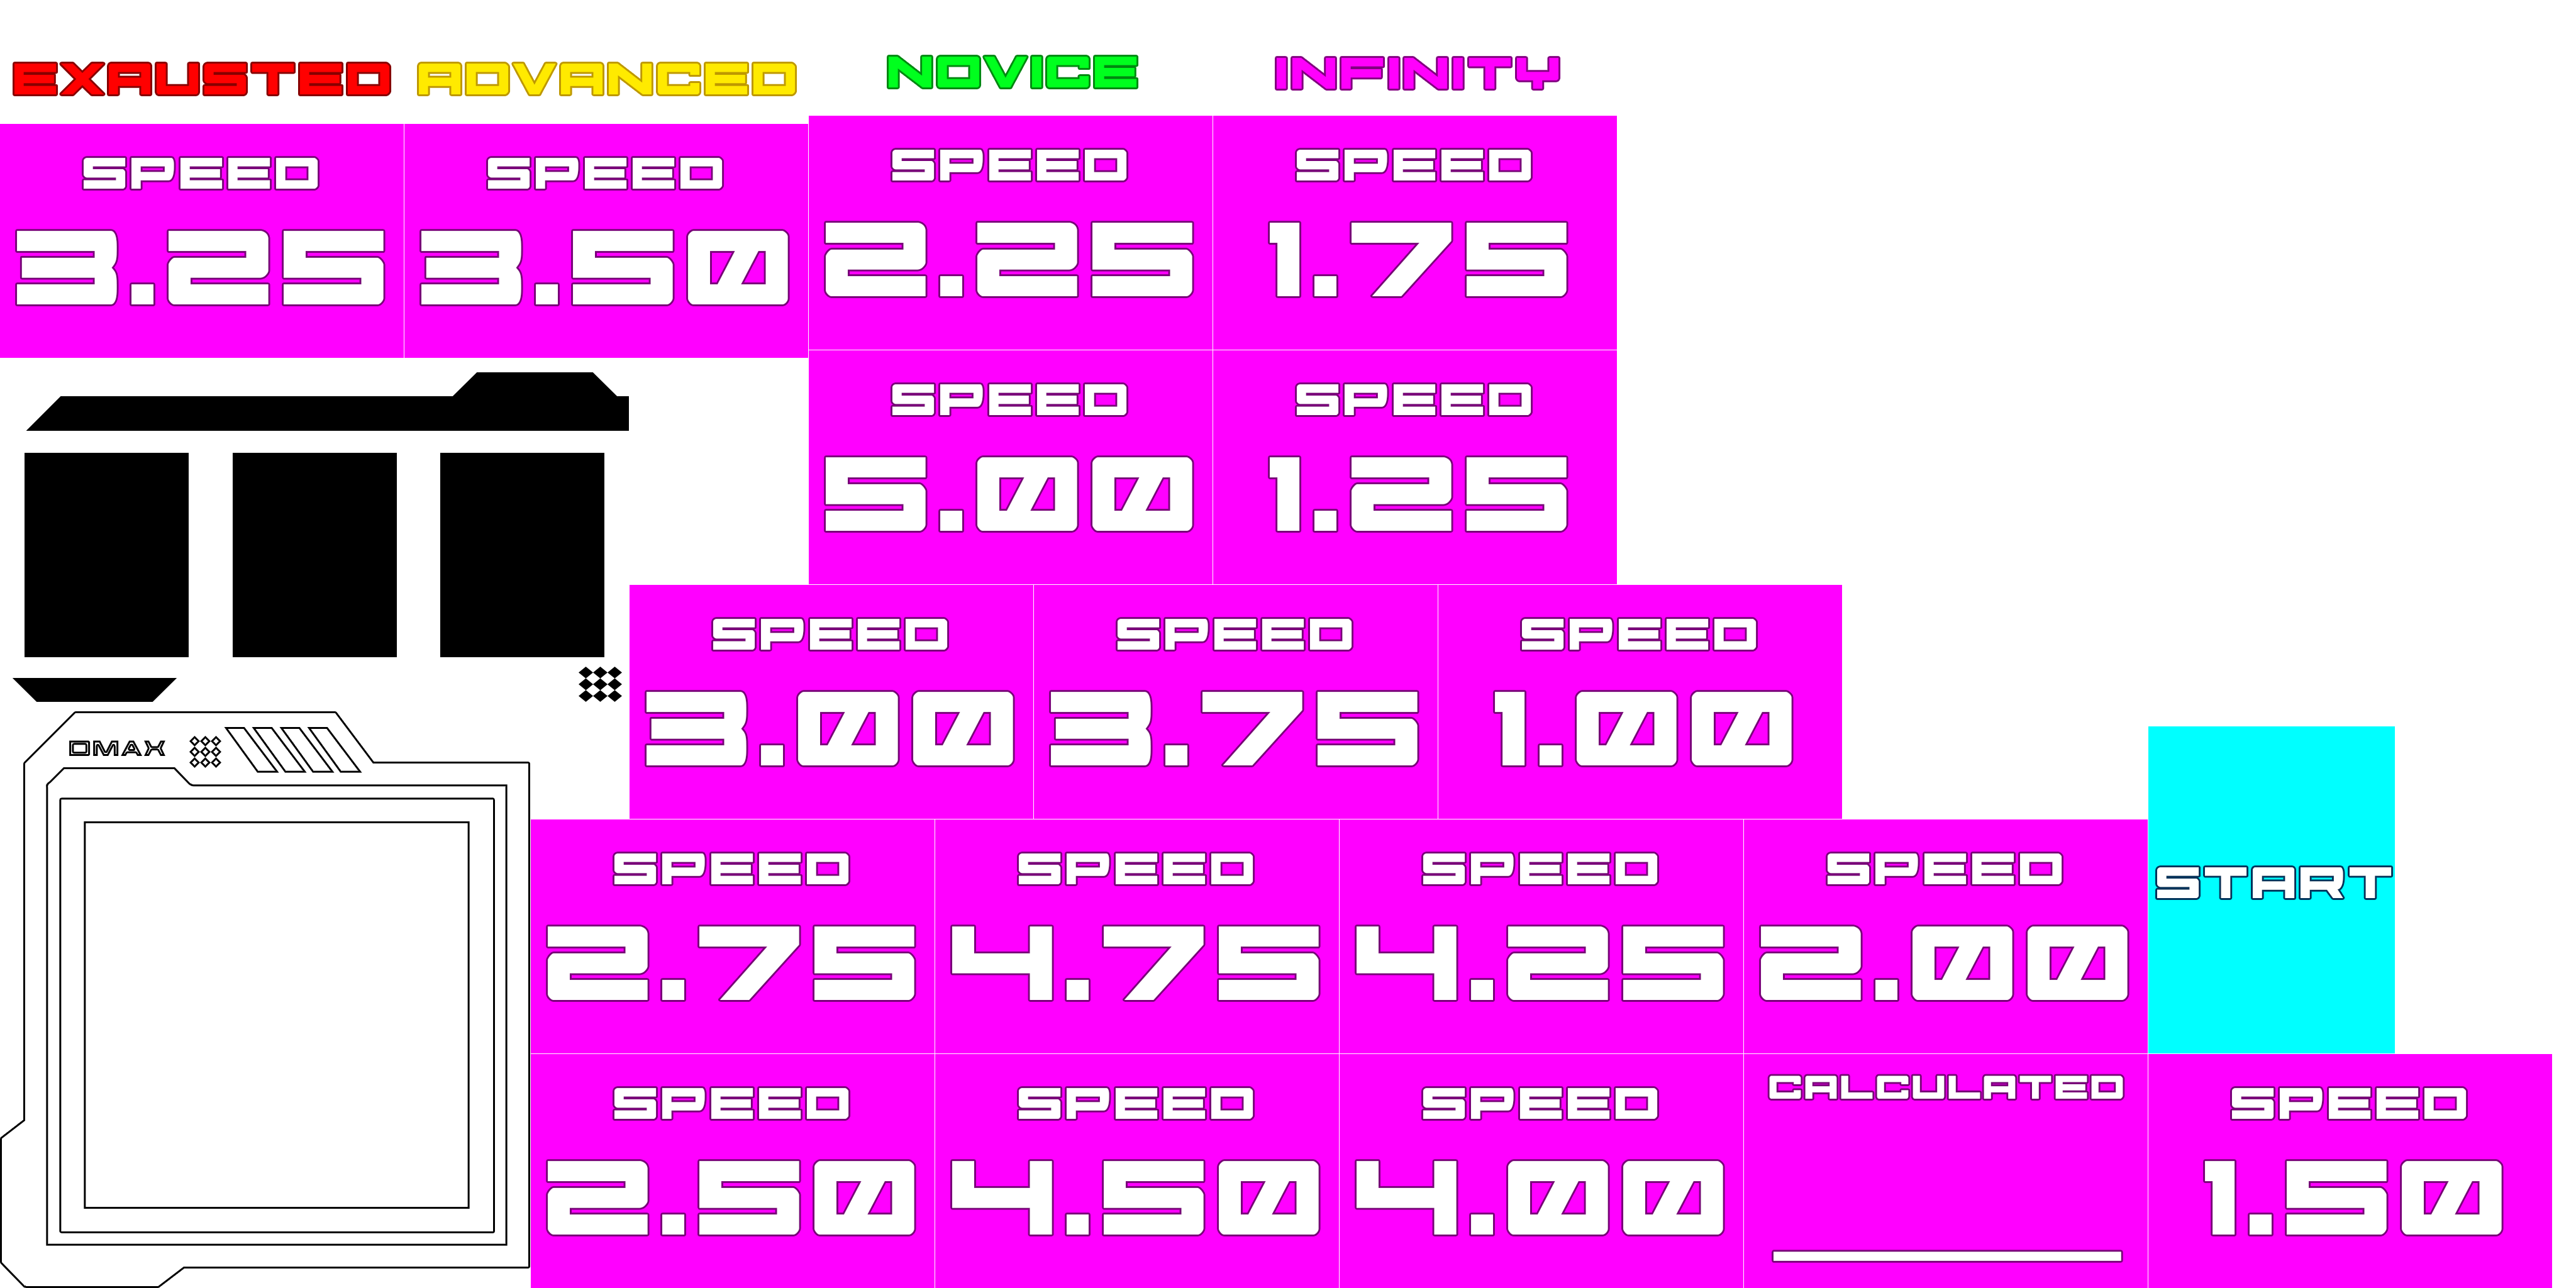 EXAUSTED
ADVANCED
NOVICE
INFINITY
SPEED
3.25
SPEED
3.50
SPEED
2.25
SPEED
1.75
SPEED
5.00
SPEED
1.25
SPEED
3.00
SPEED
3.75
SPEED
1.00
DMAX
SPEED
2.75
SPEED
4.75
SPEED
4.25
SPEED
2.00
START
SPEED
2.50
SPEED
4.50
SPEED
4.00
CALCULATED
SPEED
1.50